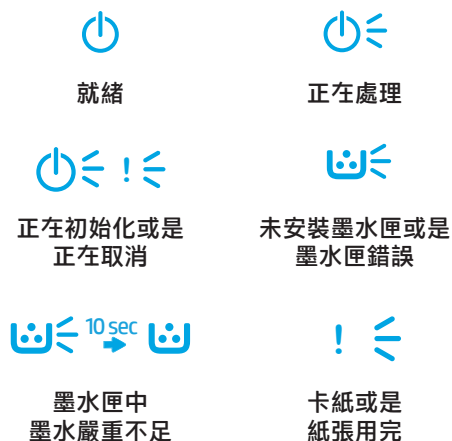 就緒
正在處理
!
正在初始化或是
正在取消
未安裝墨水匣或是
墨水匣錯誤
10 sec
墨水匣中
墨水嚴重不足
!
卡紙或是
紙張用完